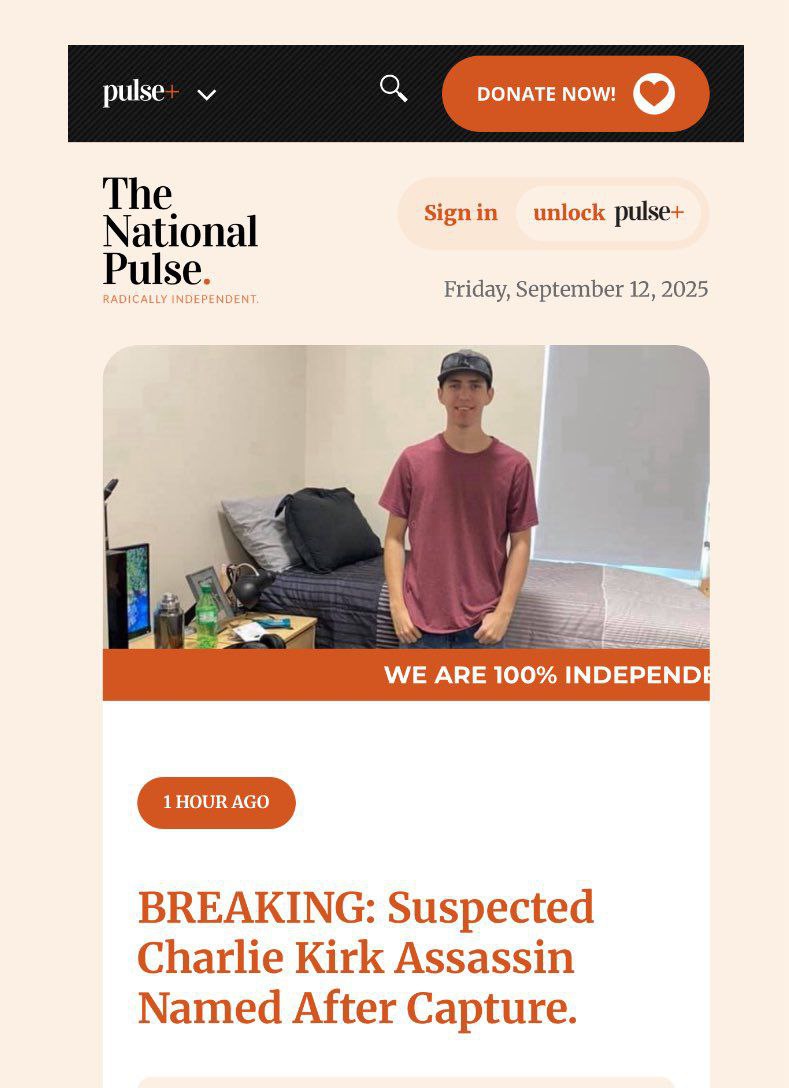 pulse+
DONATE NOW!
The
National
Pulse.
RADICALLY INDEPENDENT.
Sign in
unlock pulse+
Friday, September 12, 2025
WE ARE 100% INDEPENDE
1 HOUR AGO
BREAKING: Suspected
Charlie Kirk Assassin
Named After Capture.